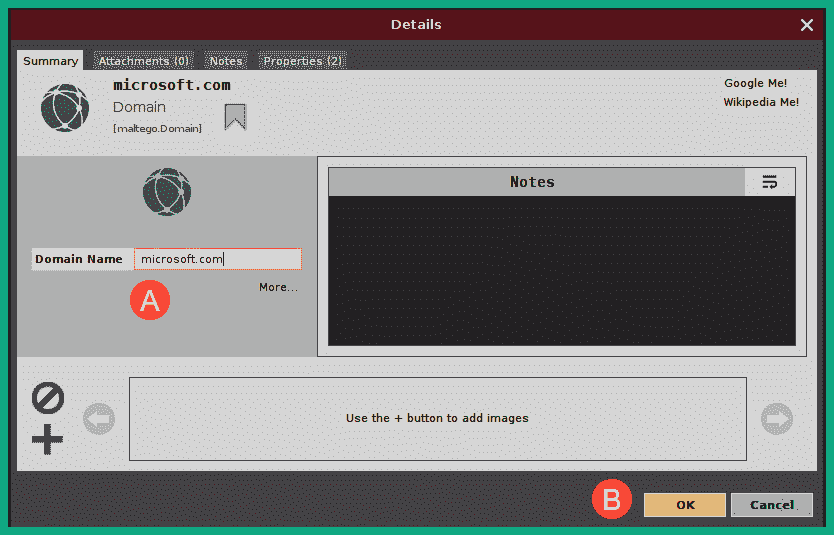 Details
Summary
Attachments (0)
Notes
Properties (2)
microsoft.com
Domain
[maltego.Domain]
Google Me!
Wikipedia Me!
Notes
Domain Name
microsoft.com
More...
A
Use the + button to add images
B
OK
Cancel